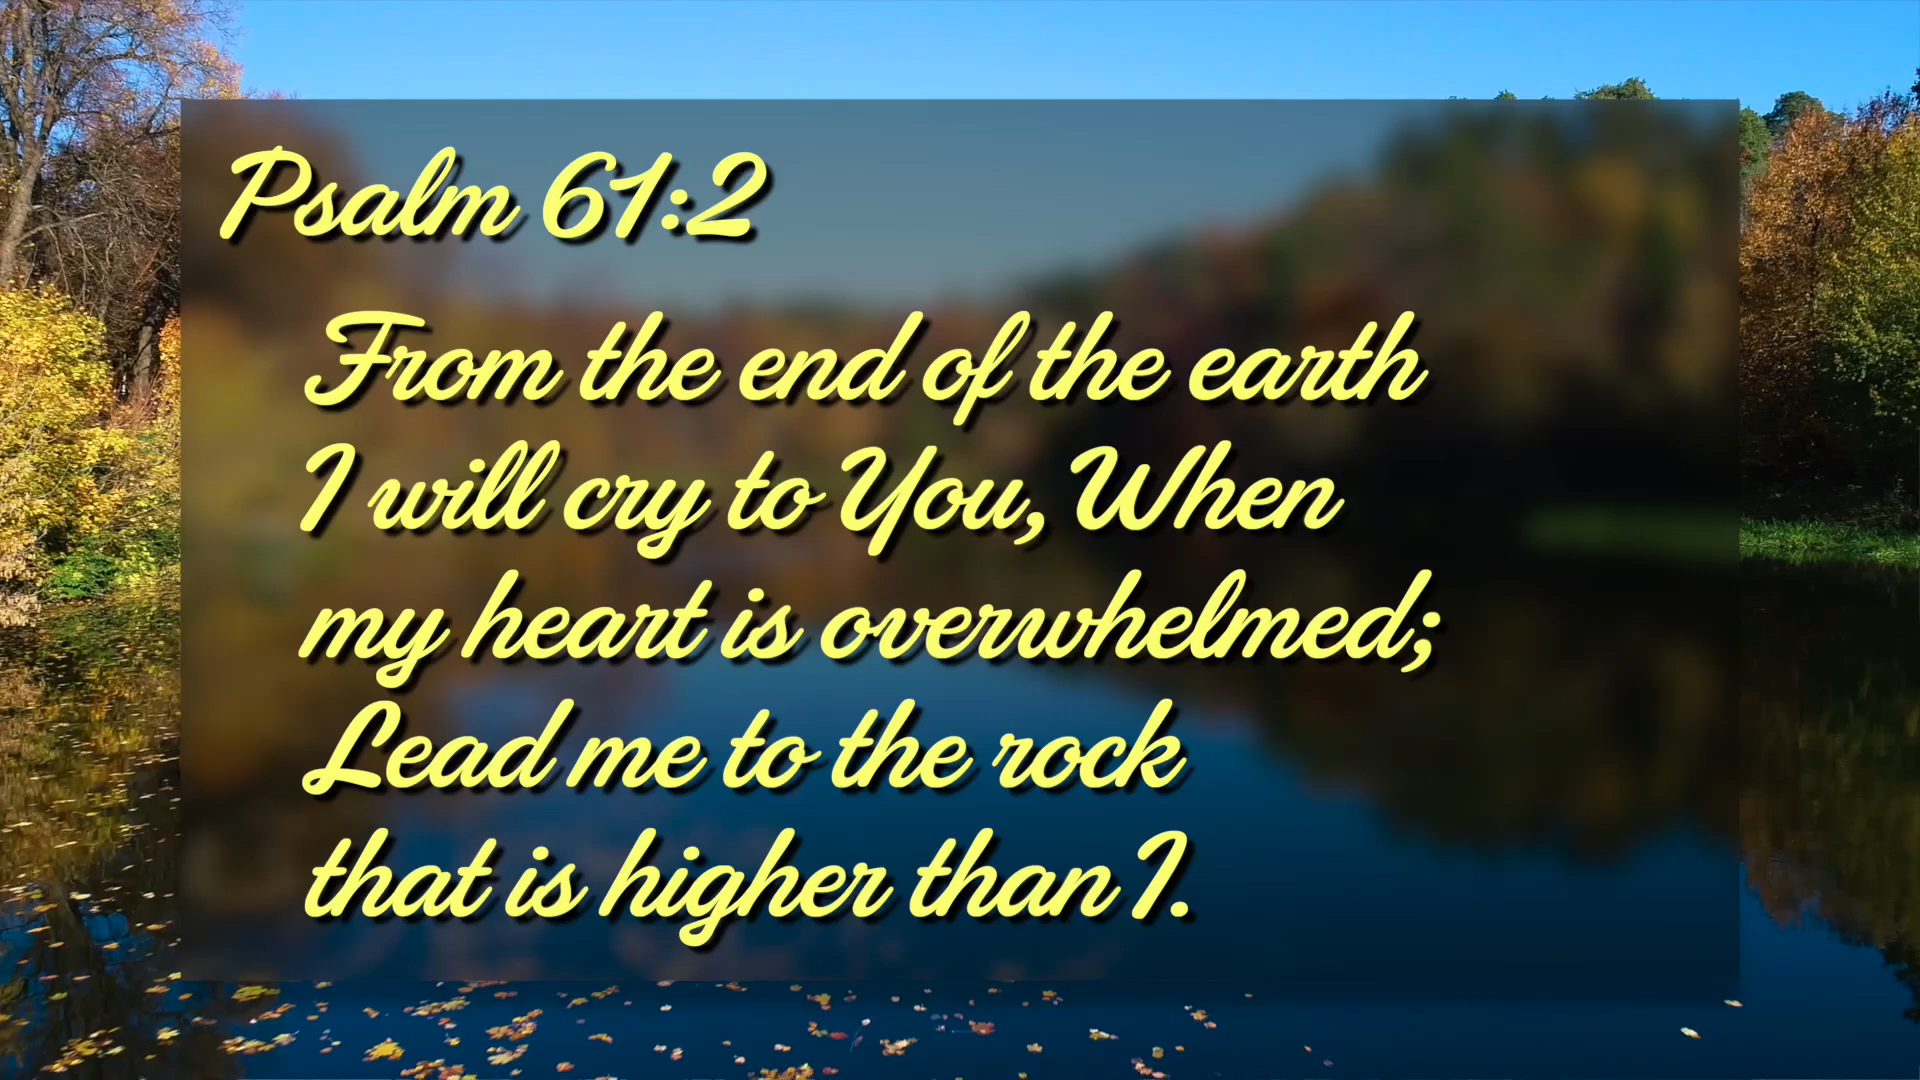 Psalm 61:2
From the end of the earth
I will cry to You, When
my heart is overwhelmed;
Lead me to the rock
that is higher than I.